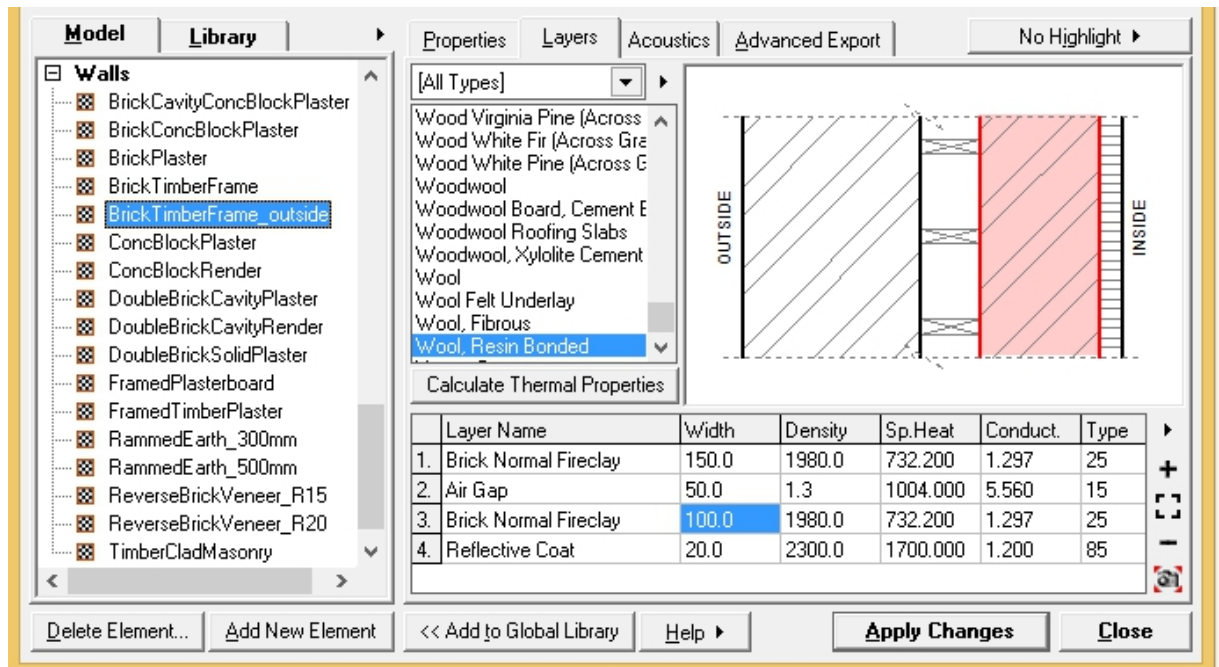 Model Library
Walls
BrickCavityConcBlockPlaster
BrickConcBlockPlaster
BrickPlaster
BrickTimberFrame
BrickTimberFrame_outside
ConcBlockPlaster
ConcBlockRender
DoubleBrickCavityPlaster
DoubleBrickCavityRender
DoubleBrickSolidPlaster
FramedPlasterboard
FramedTimberPlaster
RammedEarth_300mm
RammedEarth_500mm
ReverseBrickVeneer_R15
ReverseBrickVeneer_R20
TimberCladMasonry
Delete Element... Add New Element
Properties Layers Acoustics Advanced Export No Highlight
[All Types]
Wood Virginia Pine (Across
Wood White Fir (Across Gra
Wood White Pine (Across G
Woodwool
Woodwool Board, Cement B
Woodwool Roofing Slabs
Woodwool, Xylolite Cement
Wool
Wool Felt Underlay
Wool, Fibrous
Wool, Resin Bonded
Calculate Thermal Properties
OUTSIDE
INSIDE
Layer Name Width Density Sp.Heat Conduct. Type
1. Brick Normal Fireclay 150.0 1980.0 732.200 1.297 25
2. Air Gap 50.0 1.3 1004.000 5.560 15
3. Brick Normal Fireclay 100.0 1980.0 732.200 1.297 25
4. Reflective Coat 20.0 2300.0 1700.000 1.200 85
<< Add to Global Library Help Apply Changes Close